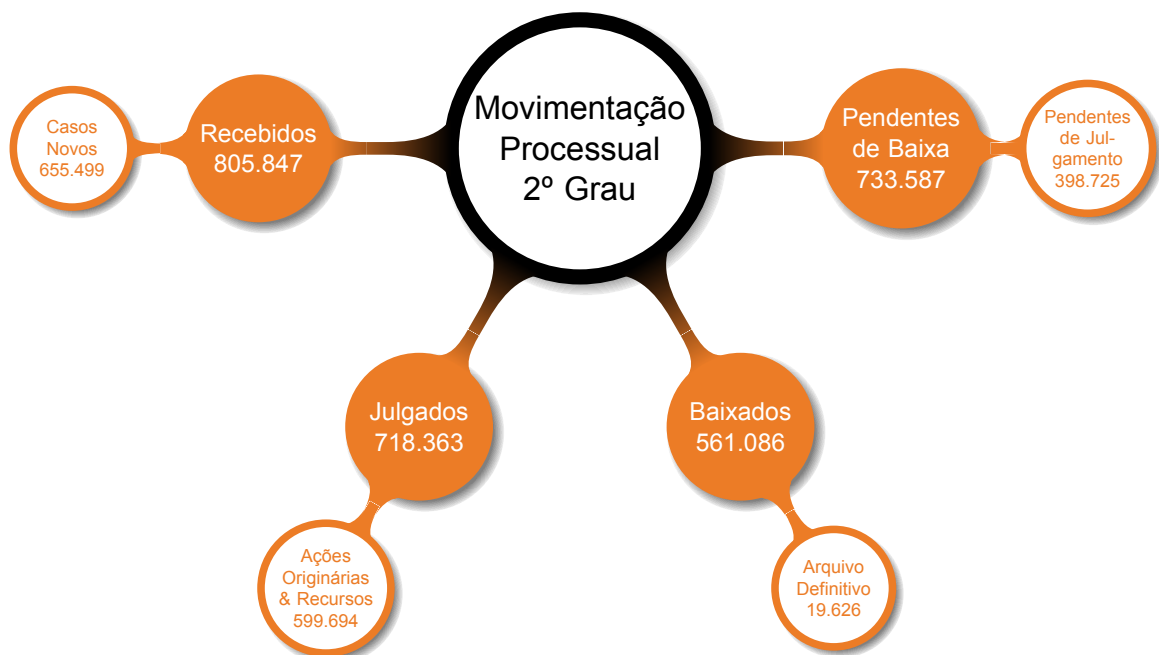 Movimentação
Processual
2º Grau
Casos
Novos
655.499
Recebidos
805.847
Pendentes
de Baixa
733.587
Pendentes
de Jul-
gamento
398.725
Julgados
718.363
Baixados
561.086
Ações
Originárias
& Recursos
599.694
Arquivo
Definitivo
19.626